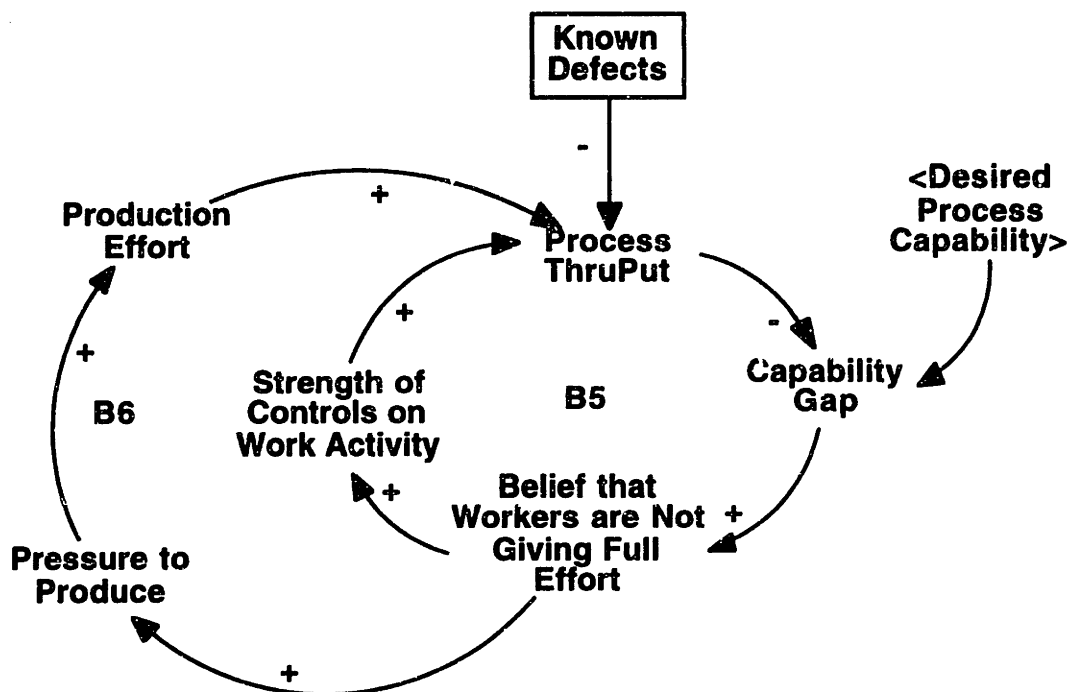 Known
Defects
-
<Desired
Process
Capability>
+
Production
Effort
Process
ThruPut
+
-
+
Capability
Gap
Strength of
Controls on
Work Activity
B5
B6
+
Belief that
Workers are Not
Giving Full
Effort
+
Pressure to
Produce
+